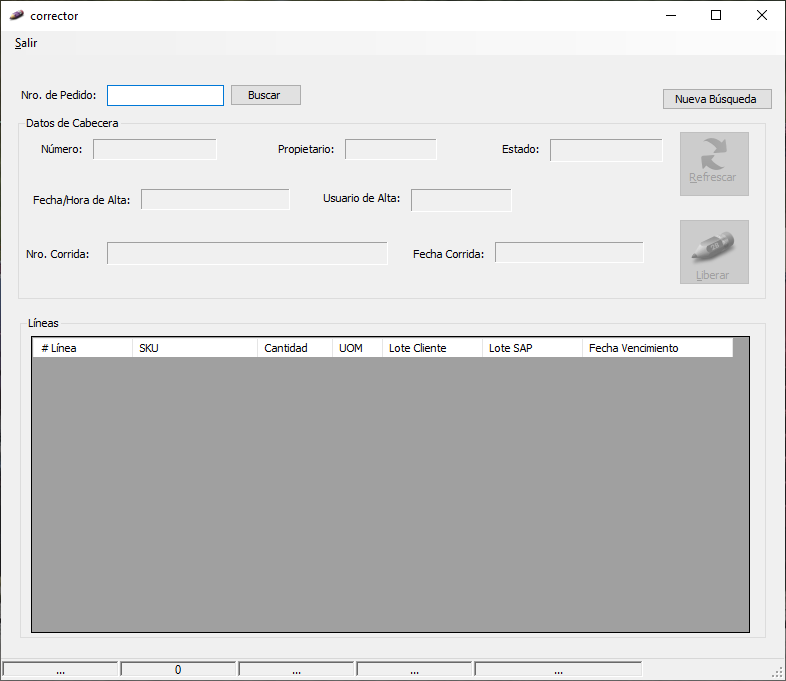 corrector
Salir
Nro. de Pedido:
Buscar
Nueva Búsqueda
Datos de Cabecera
Número:
Propietario:
Estado:
Refrescar
Fecha/Hora de Alta:
Usuario de Alta:
Nro. Corrida:
Fecha Corrida:
Liberar
Líneas
# Línea SKU Cantidad UOM Lote Cliente Lote SAP Fecha Vencimiento
... 0 ... ... ...